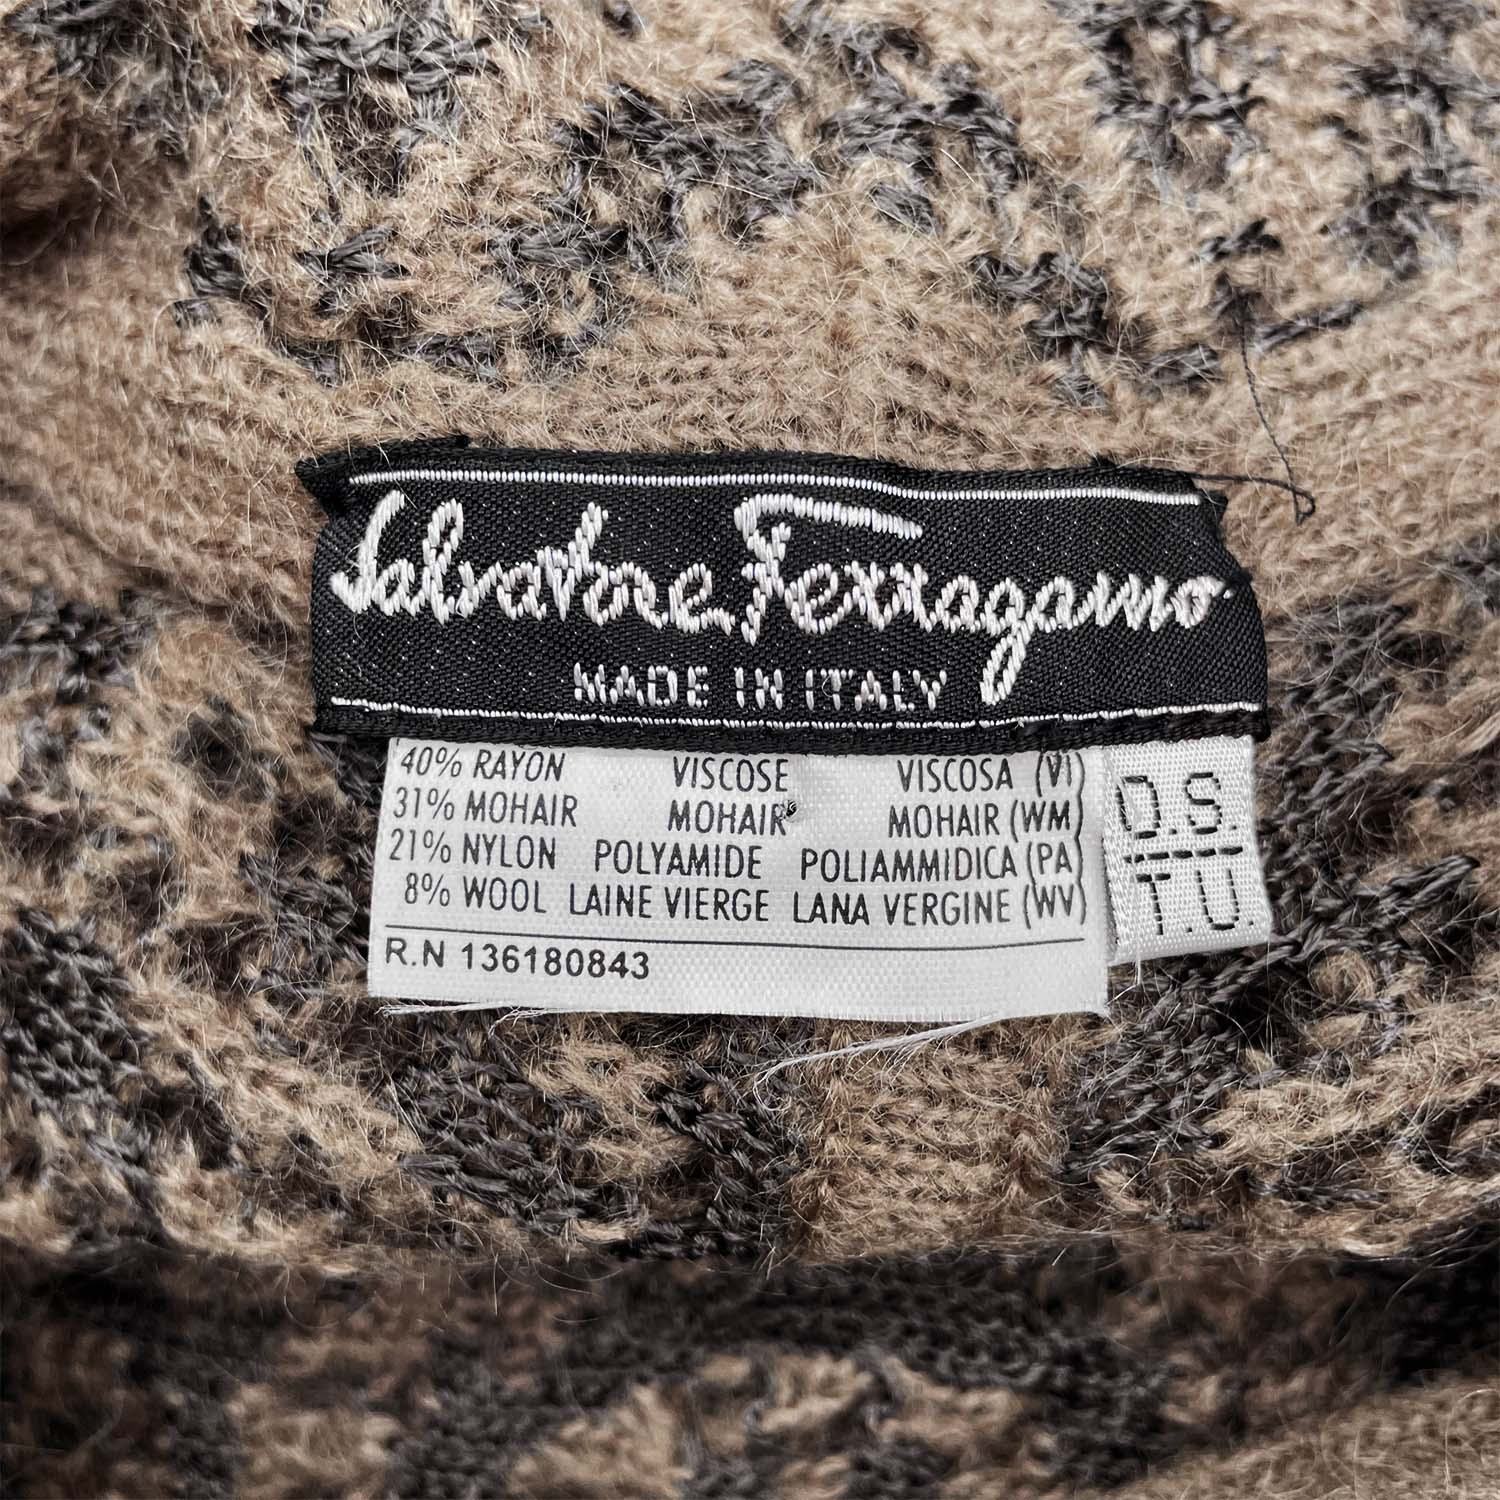 Salvatore Ferragamo
MADE IN ITALY
40% RAYON VISCOSE VISCOSA (VI)
31% MOHAIR MOHAIR MOHAIR (WM)
21% NYLON POLYAMIDE POLIAMMIDICA (PA)
8% WOOL LAINE VIERGE LANA VERGINE (WV)
R.N 136180843
O.S.
T.U.